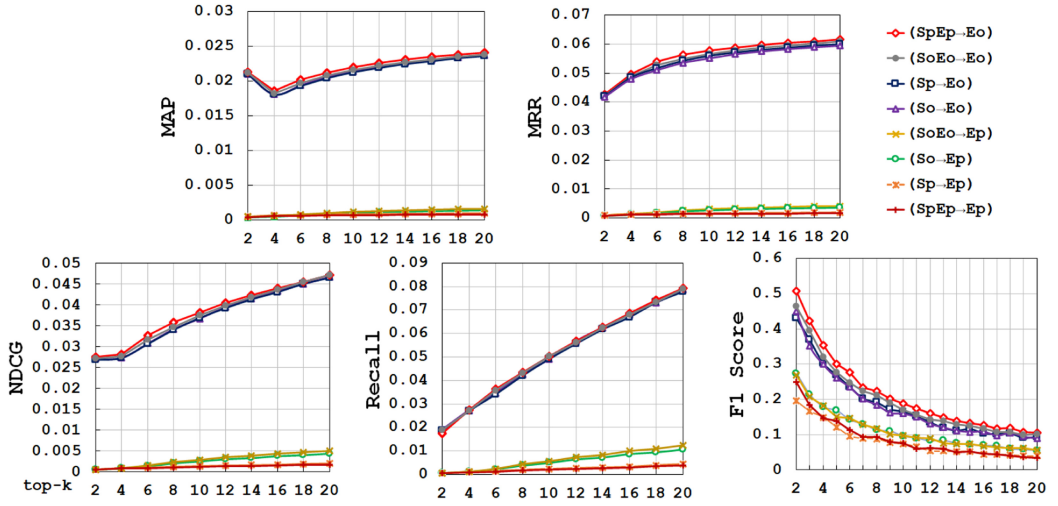 0.03
0.025
0.02
0.015
0.01
0.005
0
MAP
2 4 6 8 10 12 14 16 18 20
0.07
0.06
0.05
0.04
0.03
0.02
0.01
0
MRR
2 4 6 8 10 12 14 16 18 20
(SpEp→Eo)
(SoEo→Eo)
(Sp→Eo)
(So→Eo)
(SoEo→Ep)
(So→Ep)
(Sp→Ep)
(SpEp→Ep)
0.05
0.045
0.04
0.035
0.03
0.025
0.02
0.015
0.01
0.005
0
NDCG
top-k
2 4 6 8 10 12 14 16 18 20
0.09
0.08
0.07
0.06
0.05
0.04
0.03
0.02
0.01
0
Recall
2 4 6 8 10 12 14 16 18 20
0.6
0.5
0.4
0.3
0.2
0.1
0
F1 Score
2 4 6 8 10 12 14 16 18 20